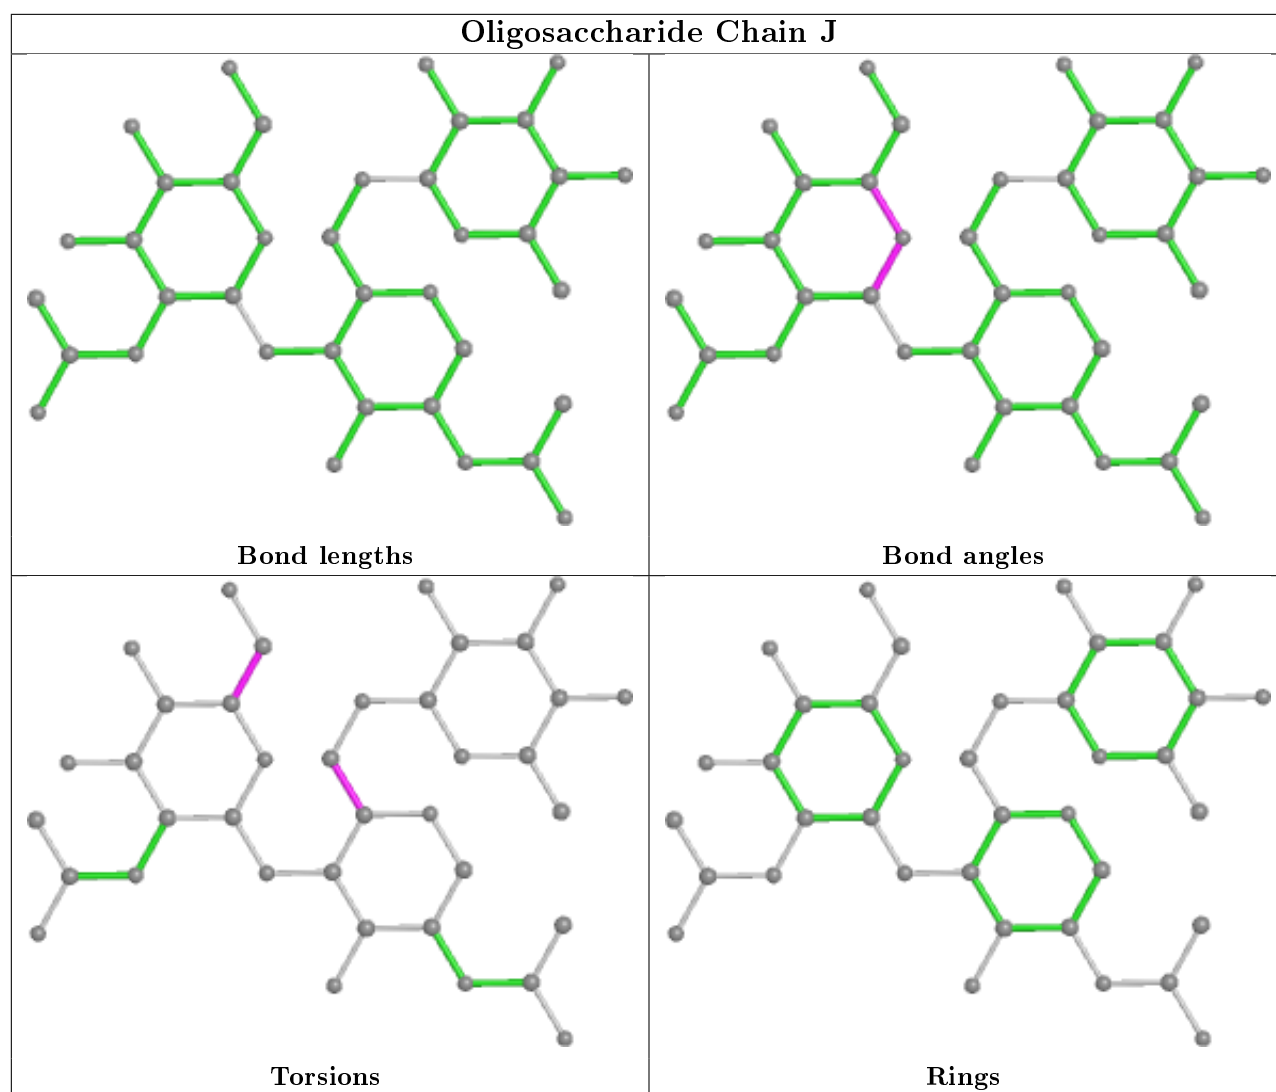 Oligosaccharide Chain J
Bond lengths
Bond angles
Torsions
Rings